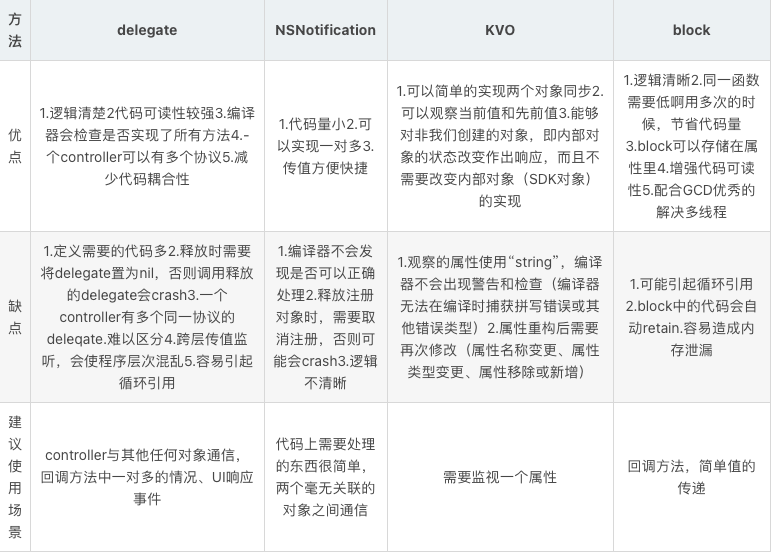 方
法
delegate
NSNotification
KVO
block
优
点
1.逻辑清楚2代码可读性较强3.编译
器会检查是否实现了所有方法4.-
个controller可以有多个协议5.减
少代码耦合性
1.代码量小2.可
以实现一对多3.
传值方便快捷
1.可以简单的实现两个对象同步2.
可以观察当前值和先前值3.能够
对非我们创建的对象，即内部对
象的状态改变作出响应，而且不
需要改变内部对象（SDK对象）
的实现
1.逻辑清晰2.同一函数
需要低啊用多次的时
候，节省代码量
3.block可以存储在属
性里4.增强代码可读
性5.配合GCD优秀的
解决多线程
缺
点
1.定义需要的代码多2.释放时需要
将delegate置为nil，否则调用释放
的delegate会crash3.一个
controller有多个同一协议的
deleqate.难以区分4.跨层传值监
听，会使程序层次混乱5.容易引起
循环引用
1.编译器不会发
现是否可以正确
处理2.释放注册
对象时，需要取
消注册，否则可
能会crash3.逻辑
不清晰
1.观察的属性使用“string”，编译
器不会出现警告和检查（编译器
无法在编译时捕获拼写错误或其
他错误类型）2.属性重构后需要
再次修改（属性名称变更、属性
类型变更、属性移除或新增）
1.可能引起循环引用
2.block中的代码会自
动retain.容易造成内
存泄漏
建
议
使
用
场
景
controller与其他任何对象通信，
回调方法中一对多的情况、UI响应
事件
代码上需要处理
的东西很简单，
两个毫无关联的
对象之间通信
需要监视一个属性
回调方法，简单值的
传递